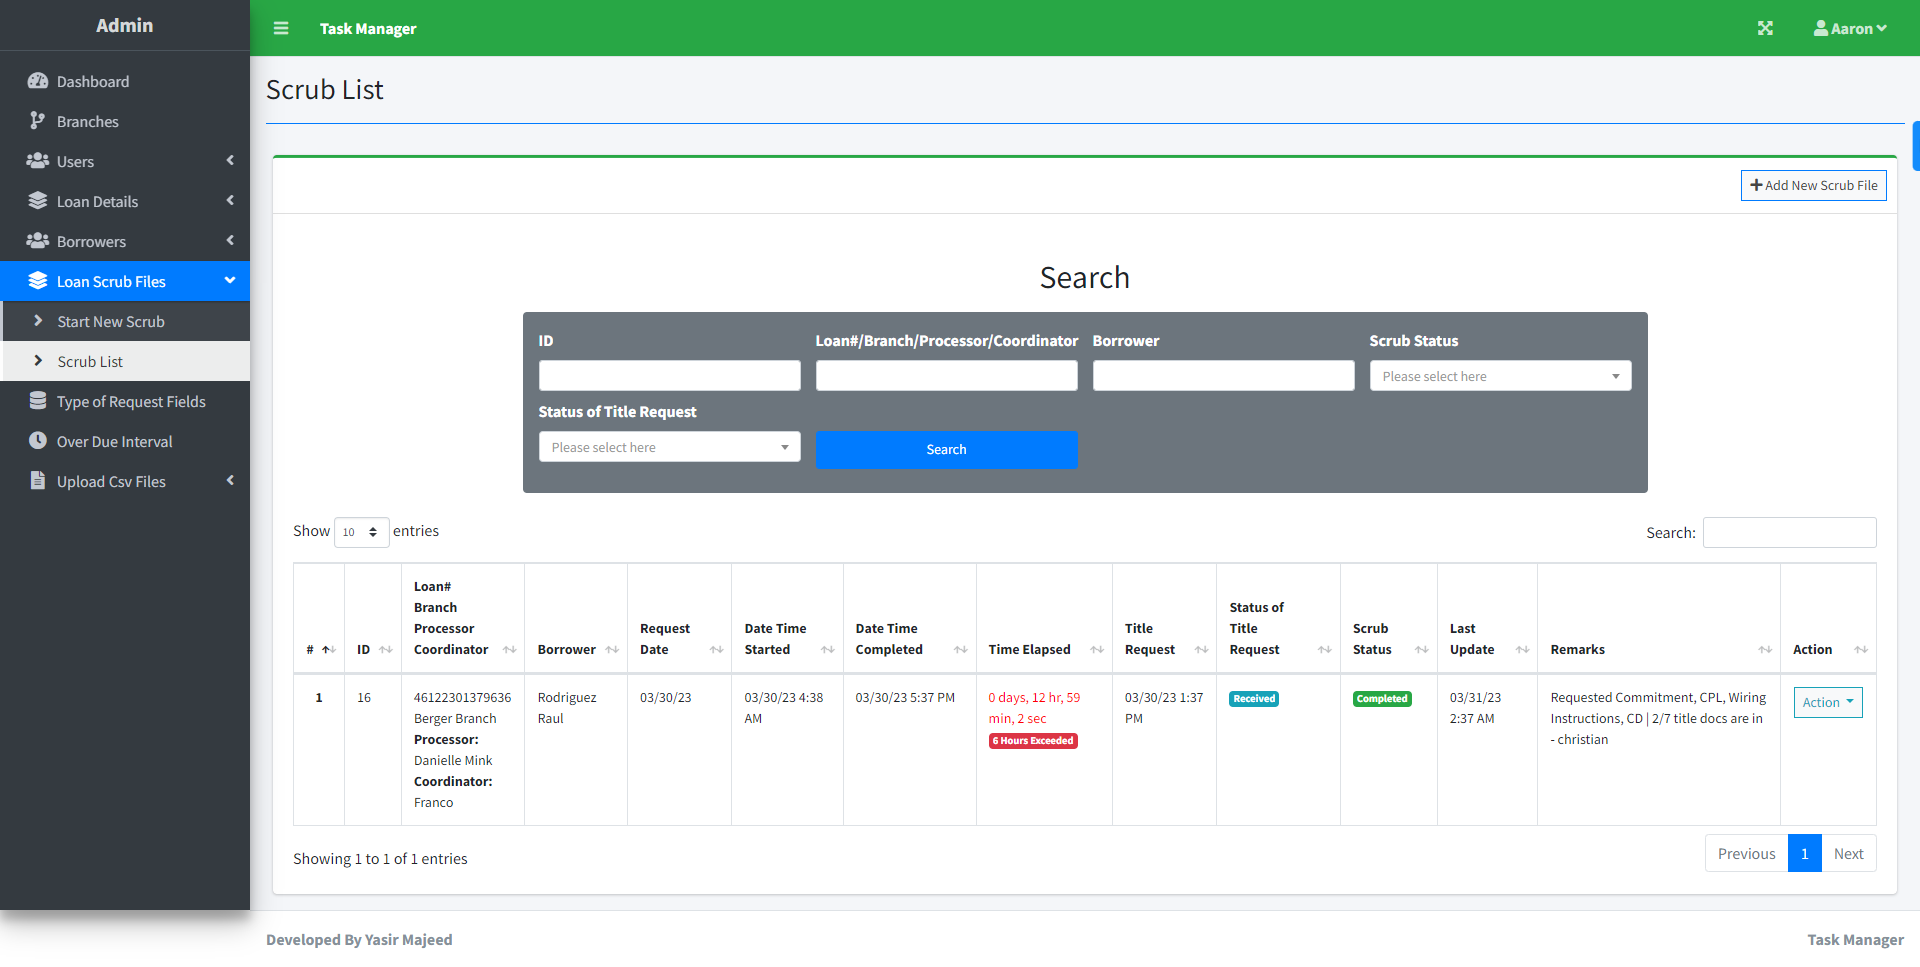 Admin
Task Manager
Aaron
Dashboard
Branches
Users
Loan Details
Borrowers
Loan Scrub Files
Start New Scrub
Scrub List
Type of Request Fields
Over Due Interval
Upload Csv Files
Scrub List
Add New Scrub File
Search
ID
Loan#/Branch/Processor/Coordinator
Borrower
Scrub Status
Please select here
Status of Title Request
Please select here
Search
Show 10 entries
Search:
#
ID
Loan#
Branch
Processor
Coordinator
Borrower
Request
Date
Date Time
Started
Date Time
Completed
Time Elapsed
Title
Request
Status of
Title
Request
Scrub
Status
Last
Update
Remarks
Action
1
16
46122301379636
Berger Branch
Processor:
Danielle Mink
Coordinator:
Franco
Rodriguez
Raul
03/30/23
03/30/23 4:38
AM
03/30/23 5:37 PM
0 days, 12 hr, 59
min, 2 sec
6 Hours Exceeded
03/30/23 1:37
PM
Received
Completed
03/31/23
2:37 AM
Requested Commitment, CPL, Wiring
Instructions, CD | 2/7 title docs are in
- christian
Action
Showing 1 to 1 of 1 entries
Previous
1
Next
Developed By Yasir Majeed
Task Manager